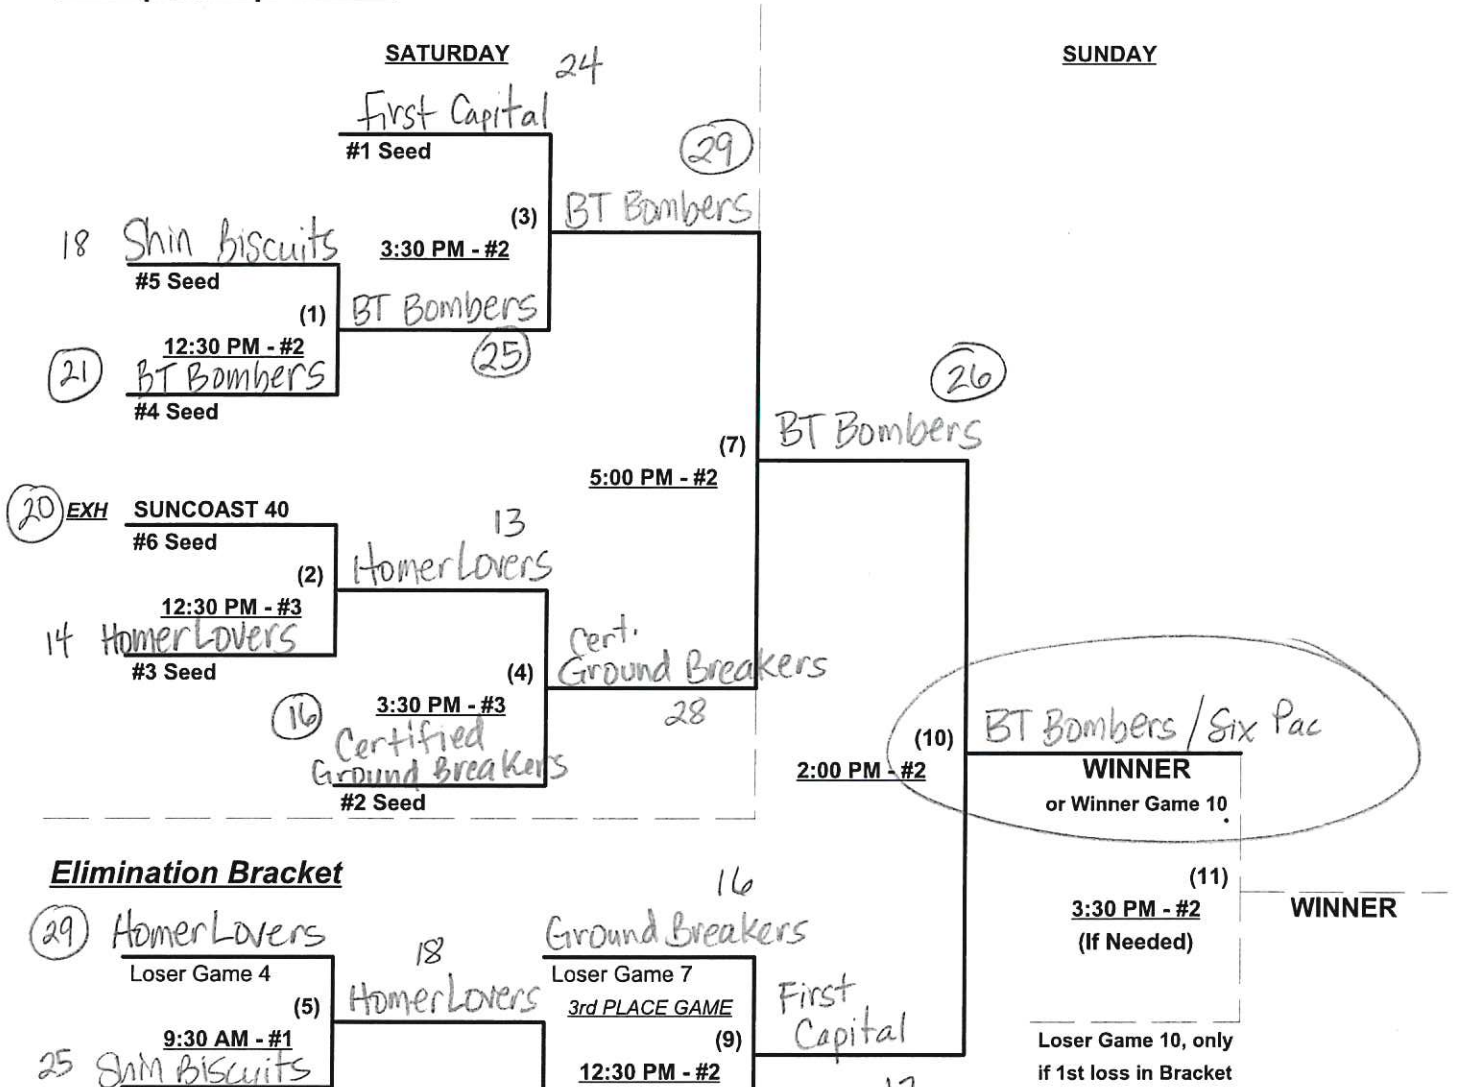 SATURDAY
SUNDAY
24
First Capital
#1 Seed
29
(3)
BT Bombers
3:30 PM - #2
18 Shin Biscuits
#5 Seed
(1)
BT Bombers
25
12:30 PM - #2
21 BT Bombers
#4 Seed
26
BT Bombers
(7)
5:00 PM - #2
20 EXH SUNCOAST 40
#6 Seed
13
HomerLovers
(2)
12:30 PM - #3
14 HomerLovers
#3 Seed
Cert.
Ground Breakers
28
(4)
3:30 PM - #3
16 Certified
Ground Breakers
#2 Seed
(10)
2:00 PM - #2
BT Bombers / Six Pac
WINNER
or Winner Game 10
Elimination Bracket
29 HomerLovers
Loser Game 4
(5)
9:30 AM - #1
25 Shin Biscuits
18
HomerLovers
16
Ground Breakers
Loser Game 7
3rd PLACE GAME
(9)
12:30 PM - #2
First
Capital
(11)
3:30 PM - #2
(If Needed)
WINNER
Loser Game 10, only
if 1st loss in Bracket